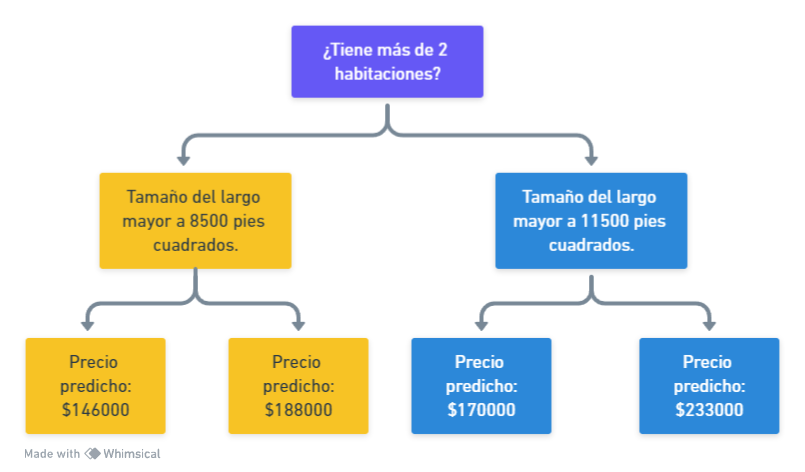 ¿Tiene más de 2
habitaciones?
Tamaño del largo
mayor a 8500 pies
cuadrados.
Tamaño del largo
mayor a 11500 pies
cuadrados.
Precio
predicho:
$146000
Precio
predicho:
$188000
Precio
predicho:
$170000
Precio
predicho:
$233000
Made with Whimsical